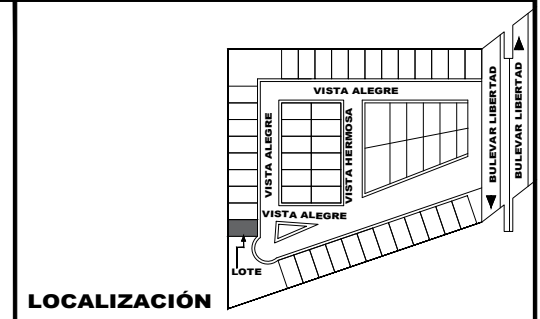 VISTA ALEGRE
VISTA ALEGRE
VISTA HERMOSA
BULEVAR LIBERTAD
BULEVAR LIBERTAD
VISTA ALEGRE
LOTE
LOCALIZACIÓN